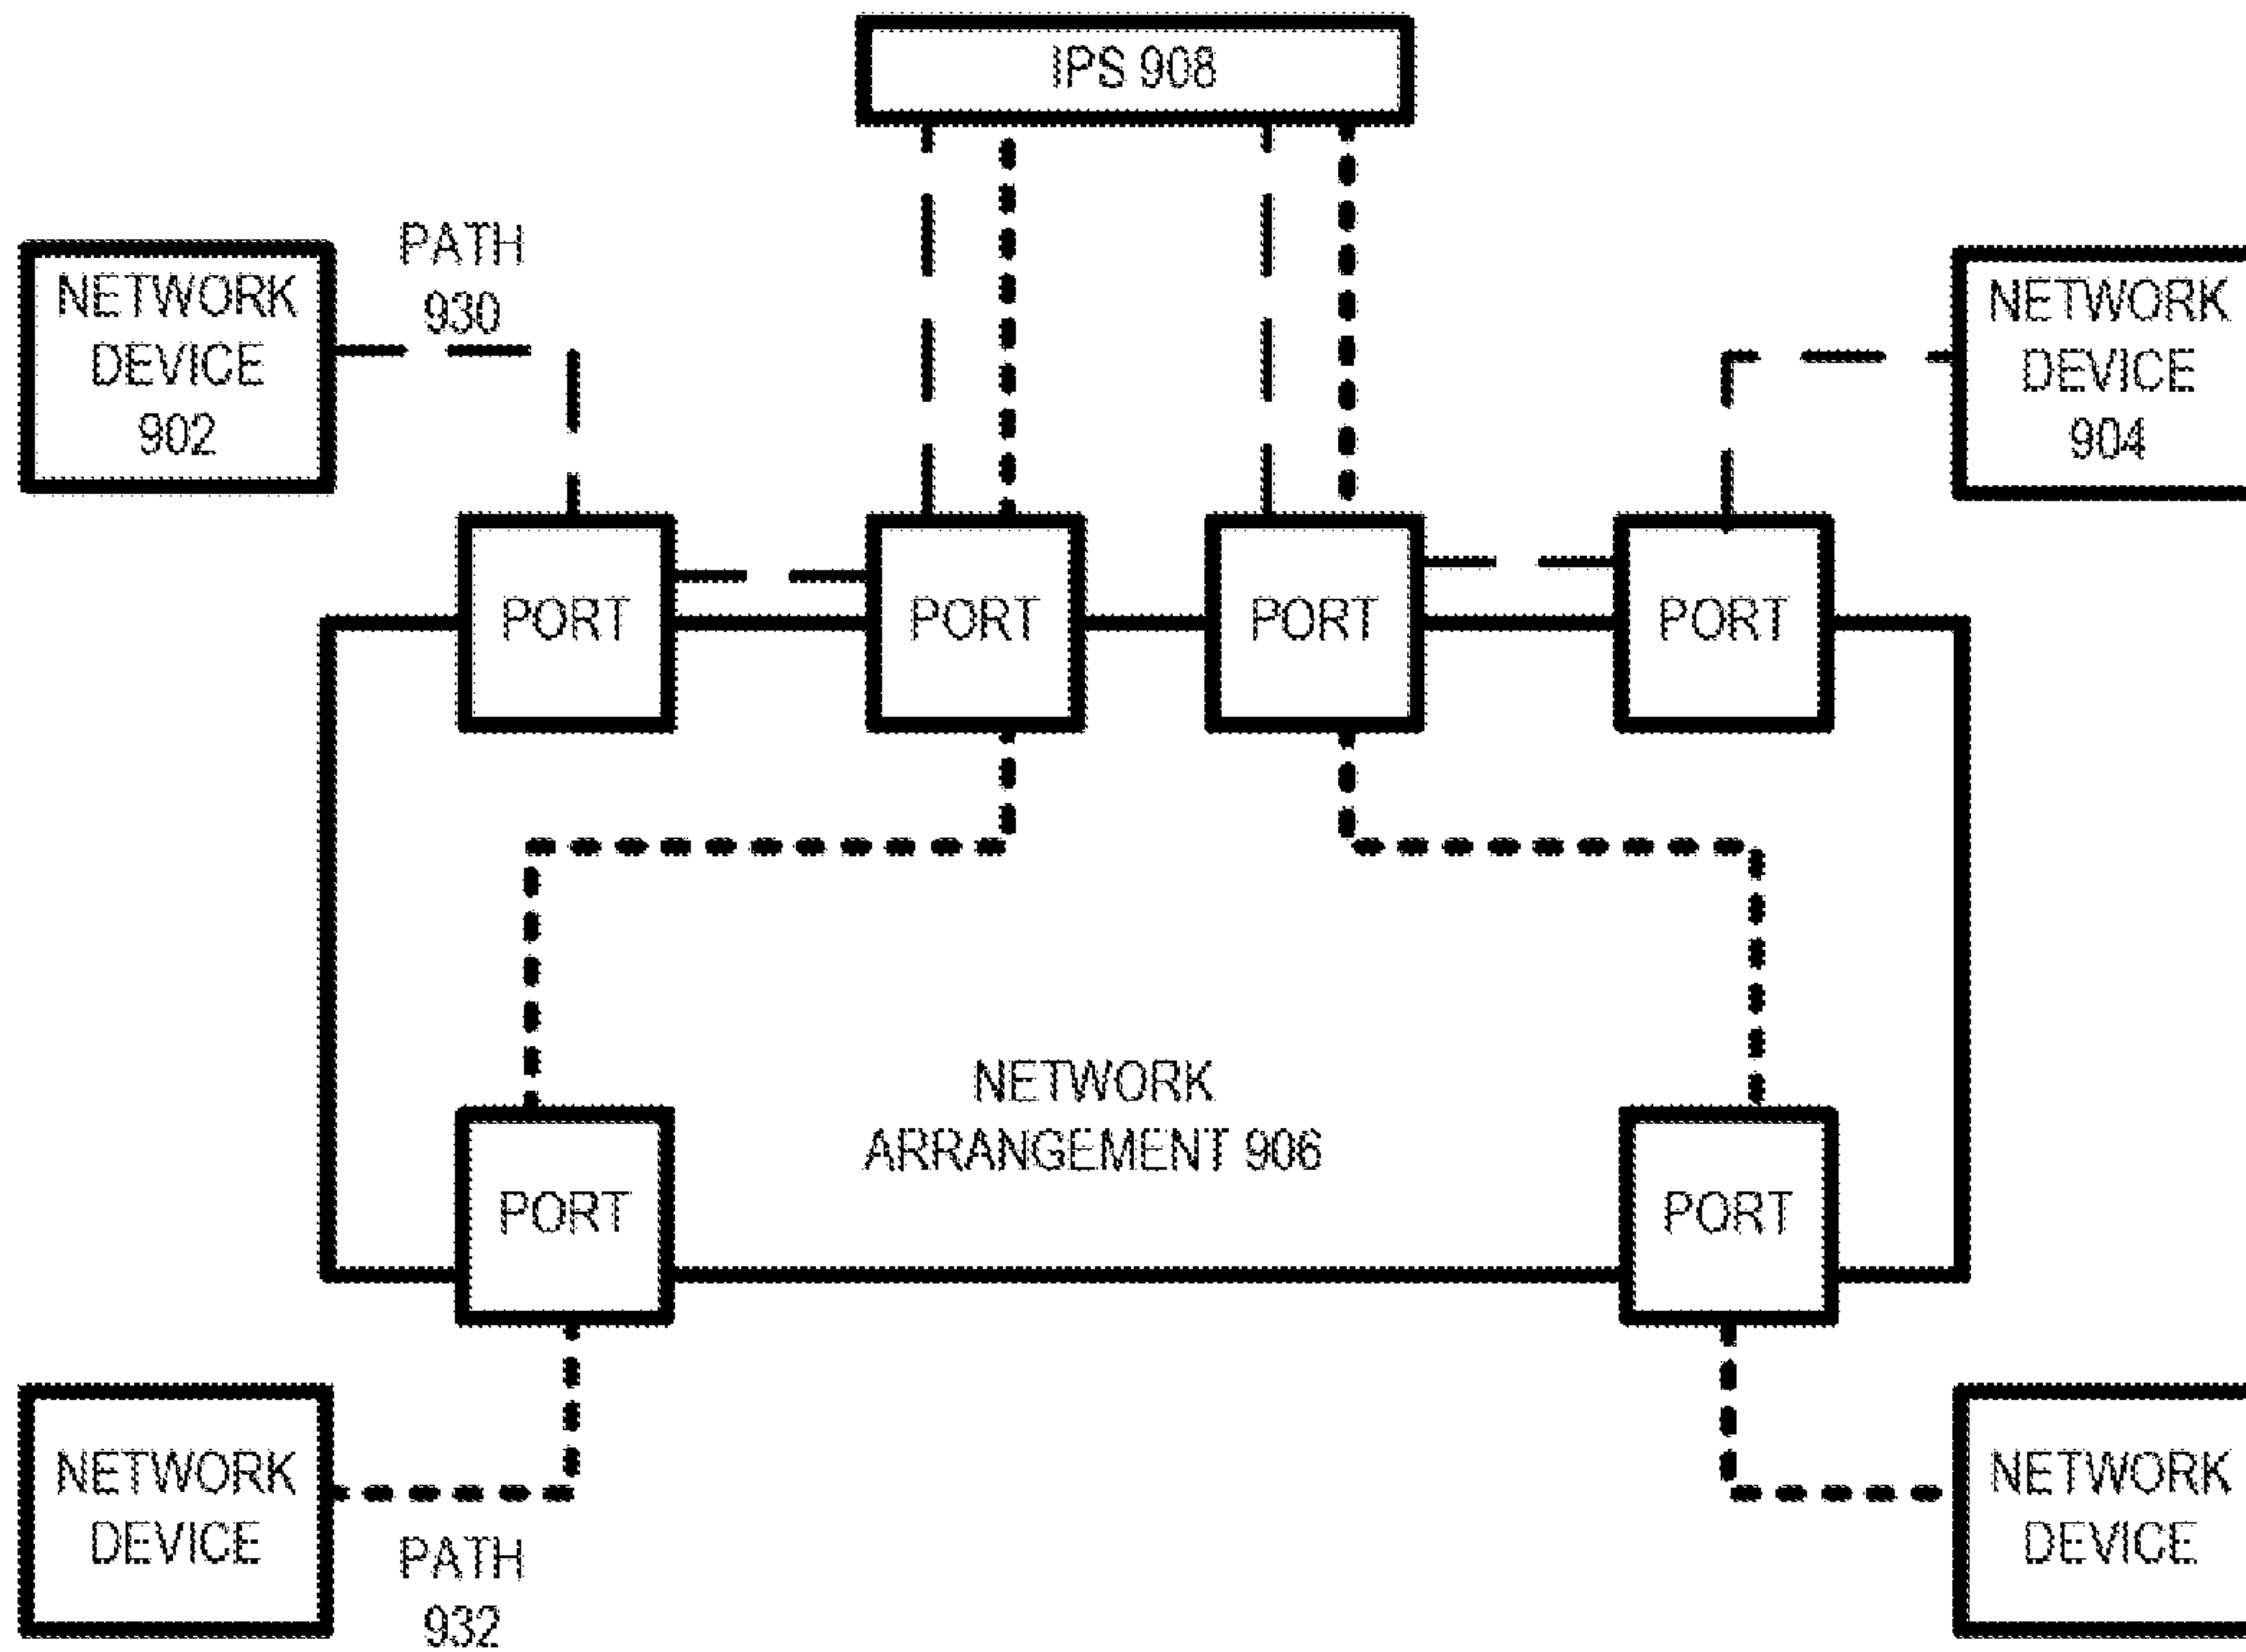 IPS 908
PATH
930
NETWORK
DEVICE
902
NETWORK
DEVICE
904
PORT
PORT
PORT
PORT
NETWORK
ARRANGEMENT 906
PORT
PORT
NETWORK
DEVICE
PATH
932
NETWORK
DEVICE